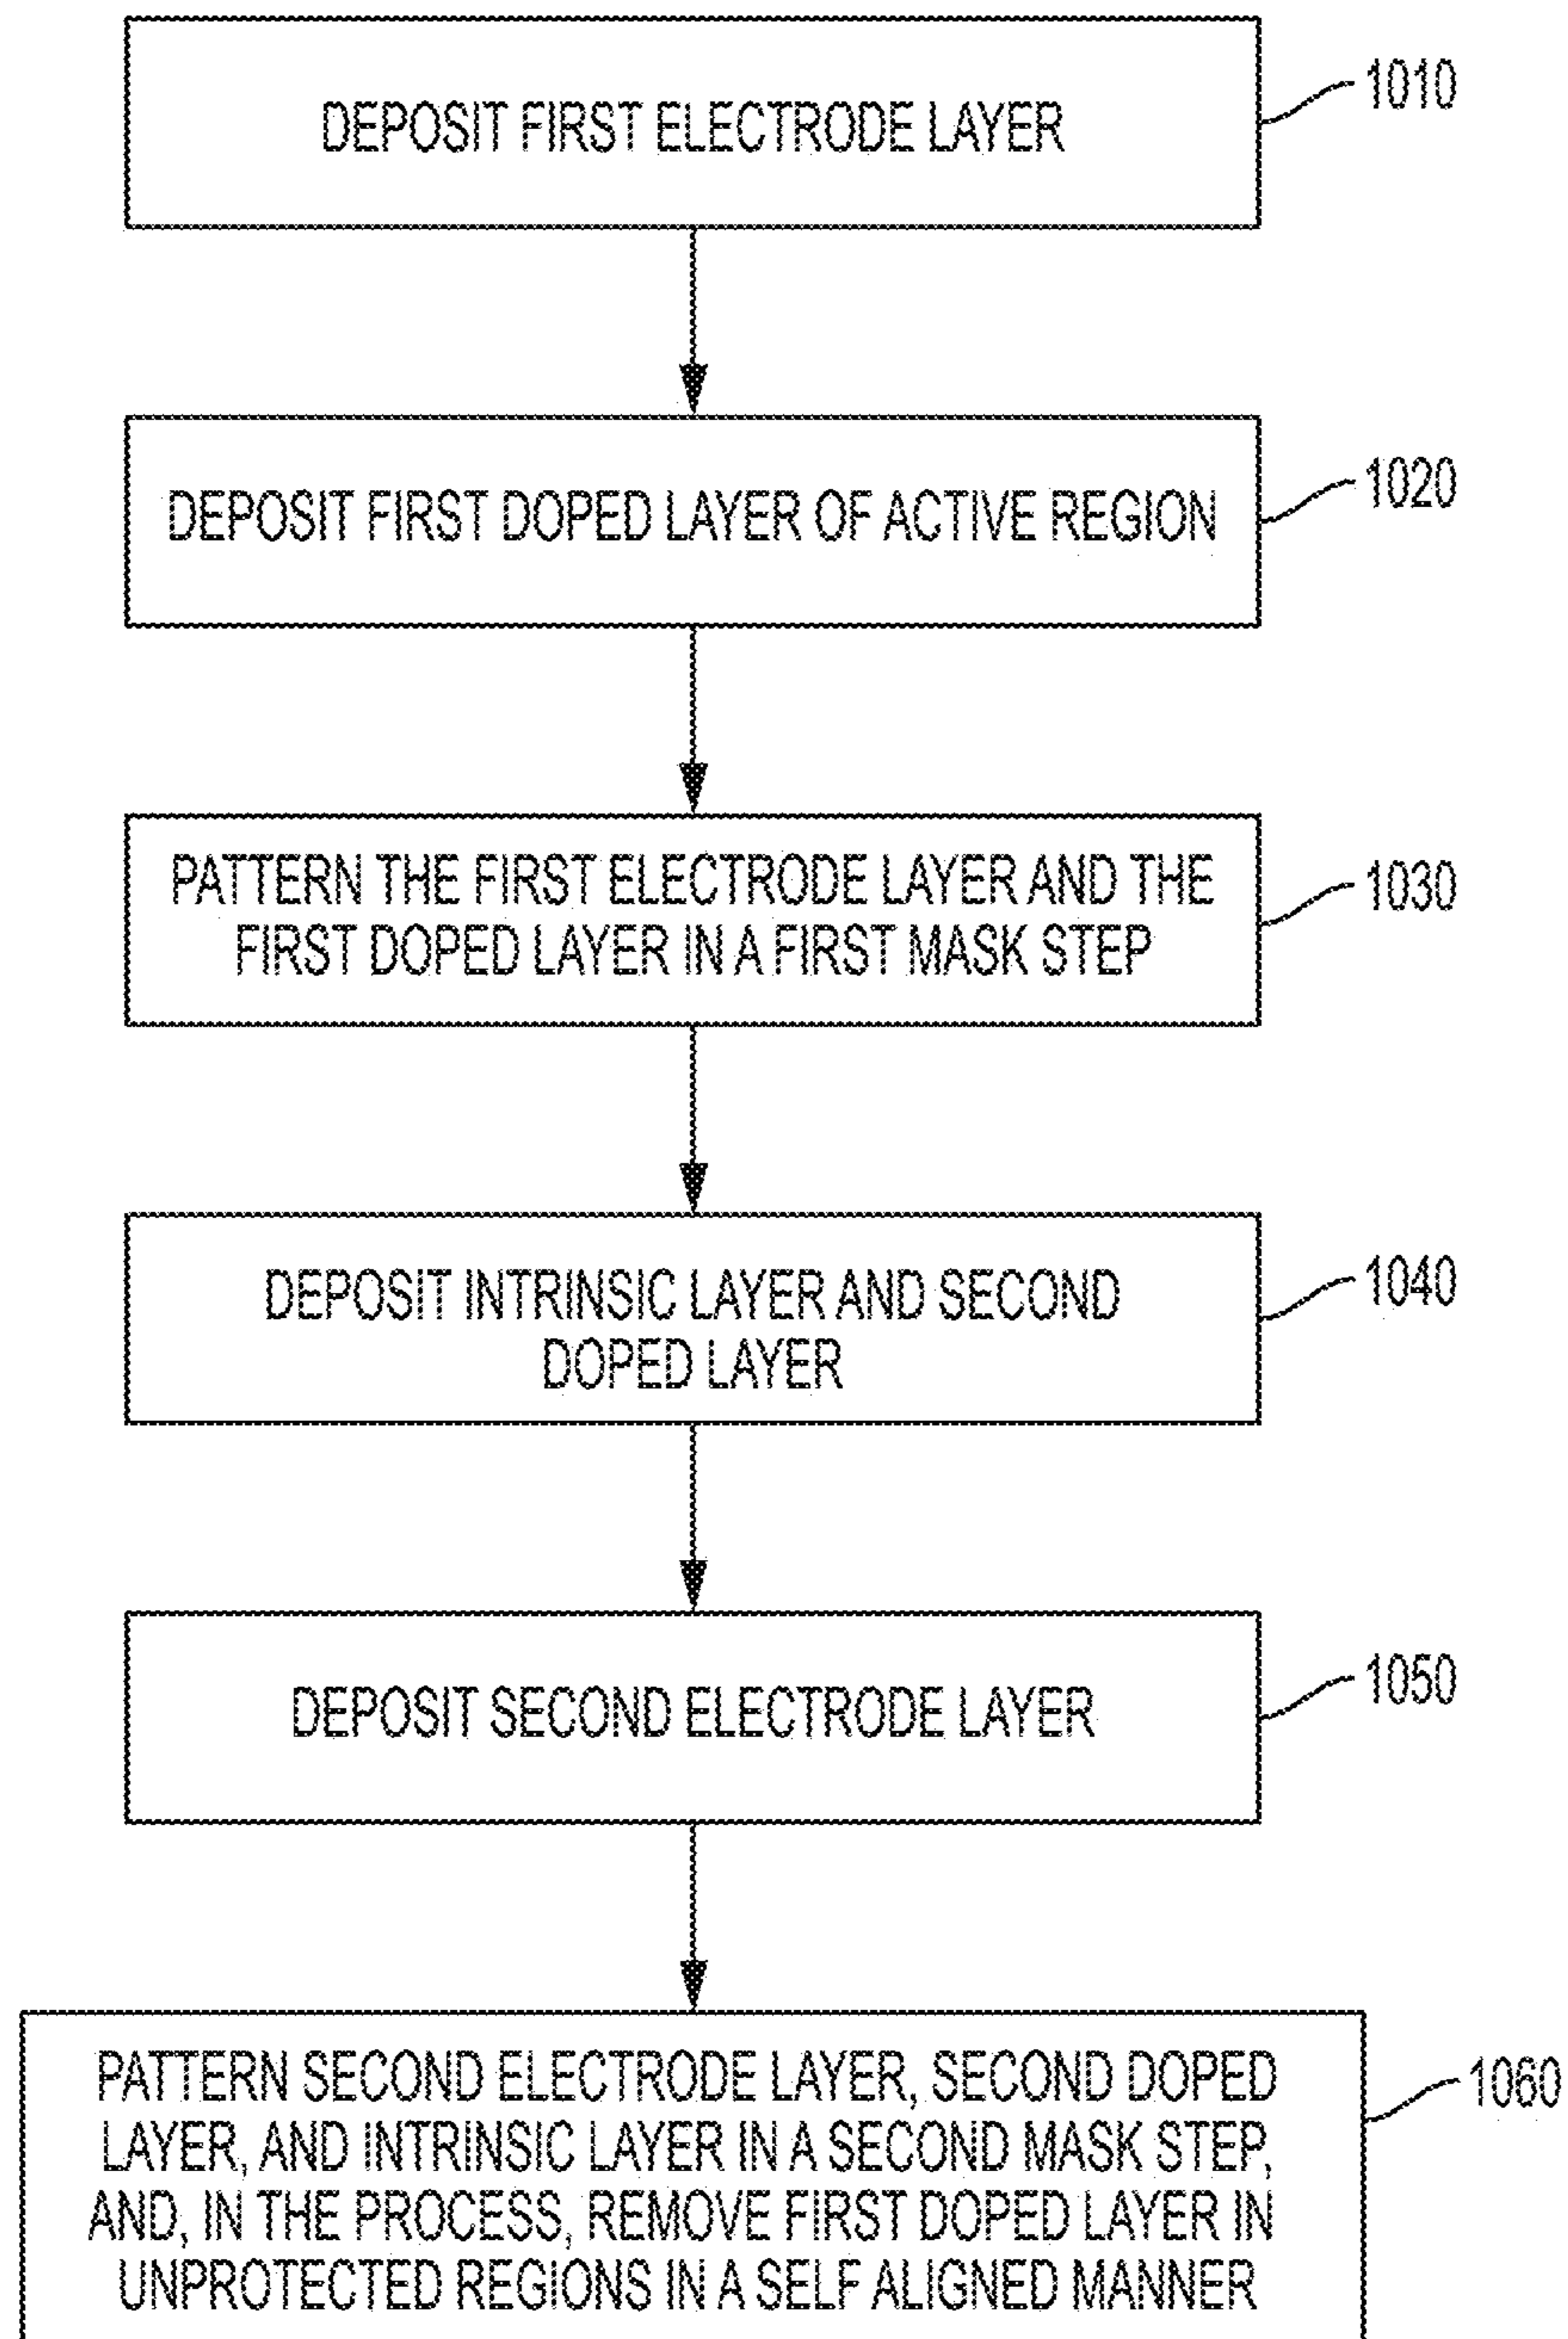 DEPOSIT FIRST ELECTRODE LAYER
1010
DEPOSIT FIRST DOPED LAYER OF ACTIVE REGION
1020
PATTERN THE FIRST ELECTRODE LAYER AND THE
FIRST DOPED LAYER IN A FIRST MASK STEP
1030
DEPOSIT INTRINSIC LAYER AND SECOND
DOPED LAYER
1040
DEPOSIT SECOND ELECTRODE LAYER
1050
PATTERN SECOND ELECTRODE LAYER, SECOND DOPED
LAYER, AND INTRINSIC LAYER IN A SECOND MASK STEP,
AND, IN THE PROCESS, REMOVE FIRST DOPED LAYER IN
UNPROTECTED REGIONS IN A SELF ALIGNED MANNER
1060